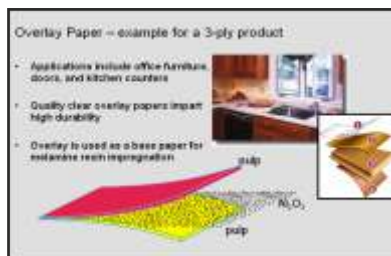 Overlay Paper – example for a 3-ply product
• Applications include office furniture,
doors, and kitchen counters
• Quality clear overlay papers impart
high durability
• Overlay is used as a base paper for
melamine resin impregnation
pulp
Al₂O₃
pulp